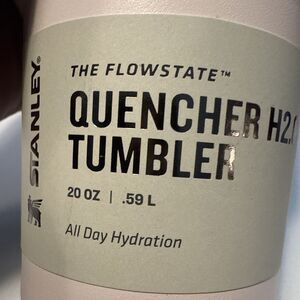 STANLEY®
THE FLOWSTATE™
QUENCHER H2.
TUMBLER
20 OZ | .59 L
All Day Hydration